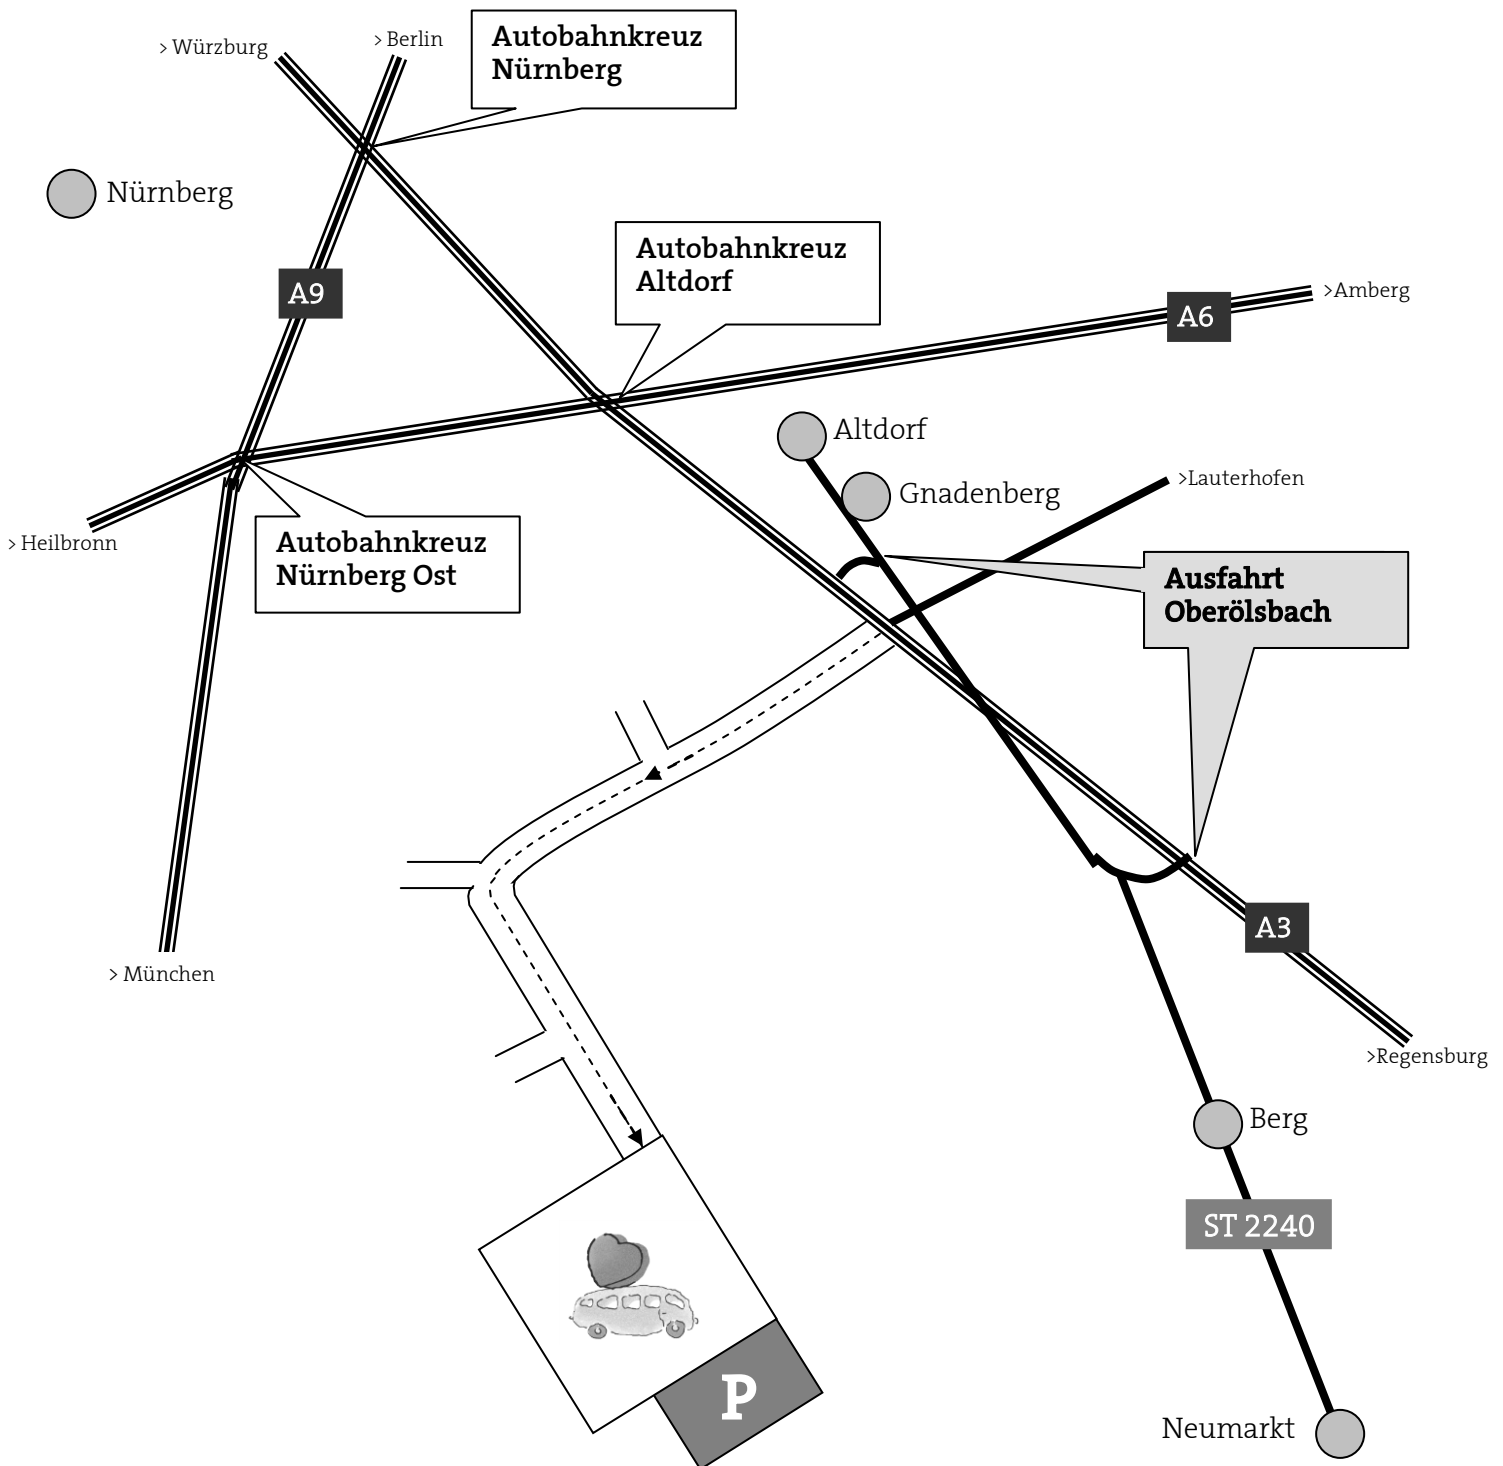 > Würzburg
> Berlin
Autobahnkreuz
Nürnberg
Nürnberg
A9
Autobahnkreuz
Altdorf
A6
>Amberg
Altdorf
Gnadenberg
>Lauterhofen
> Heilbronn
Autobahnkreuz
Nürnberg Ost
Ausfahrt
Oberölsbach
A3
> München
>Regensburg
Berg
ST 2240
P
Neumarkt